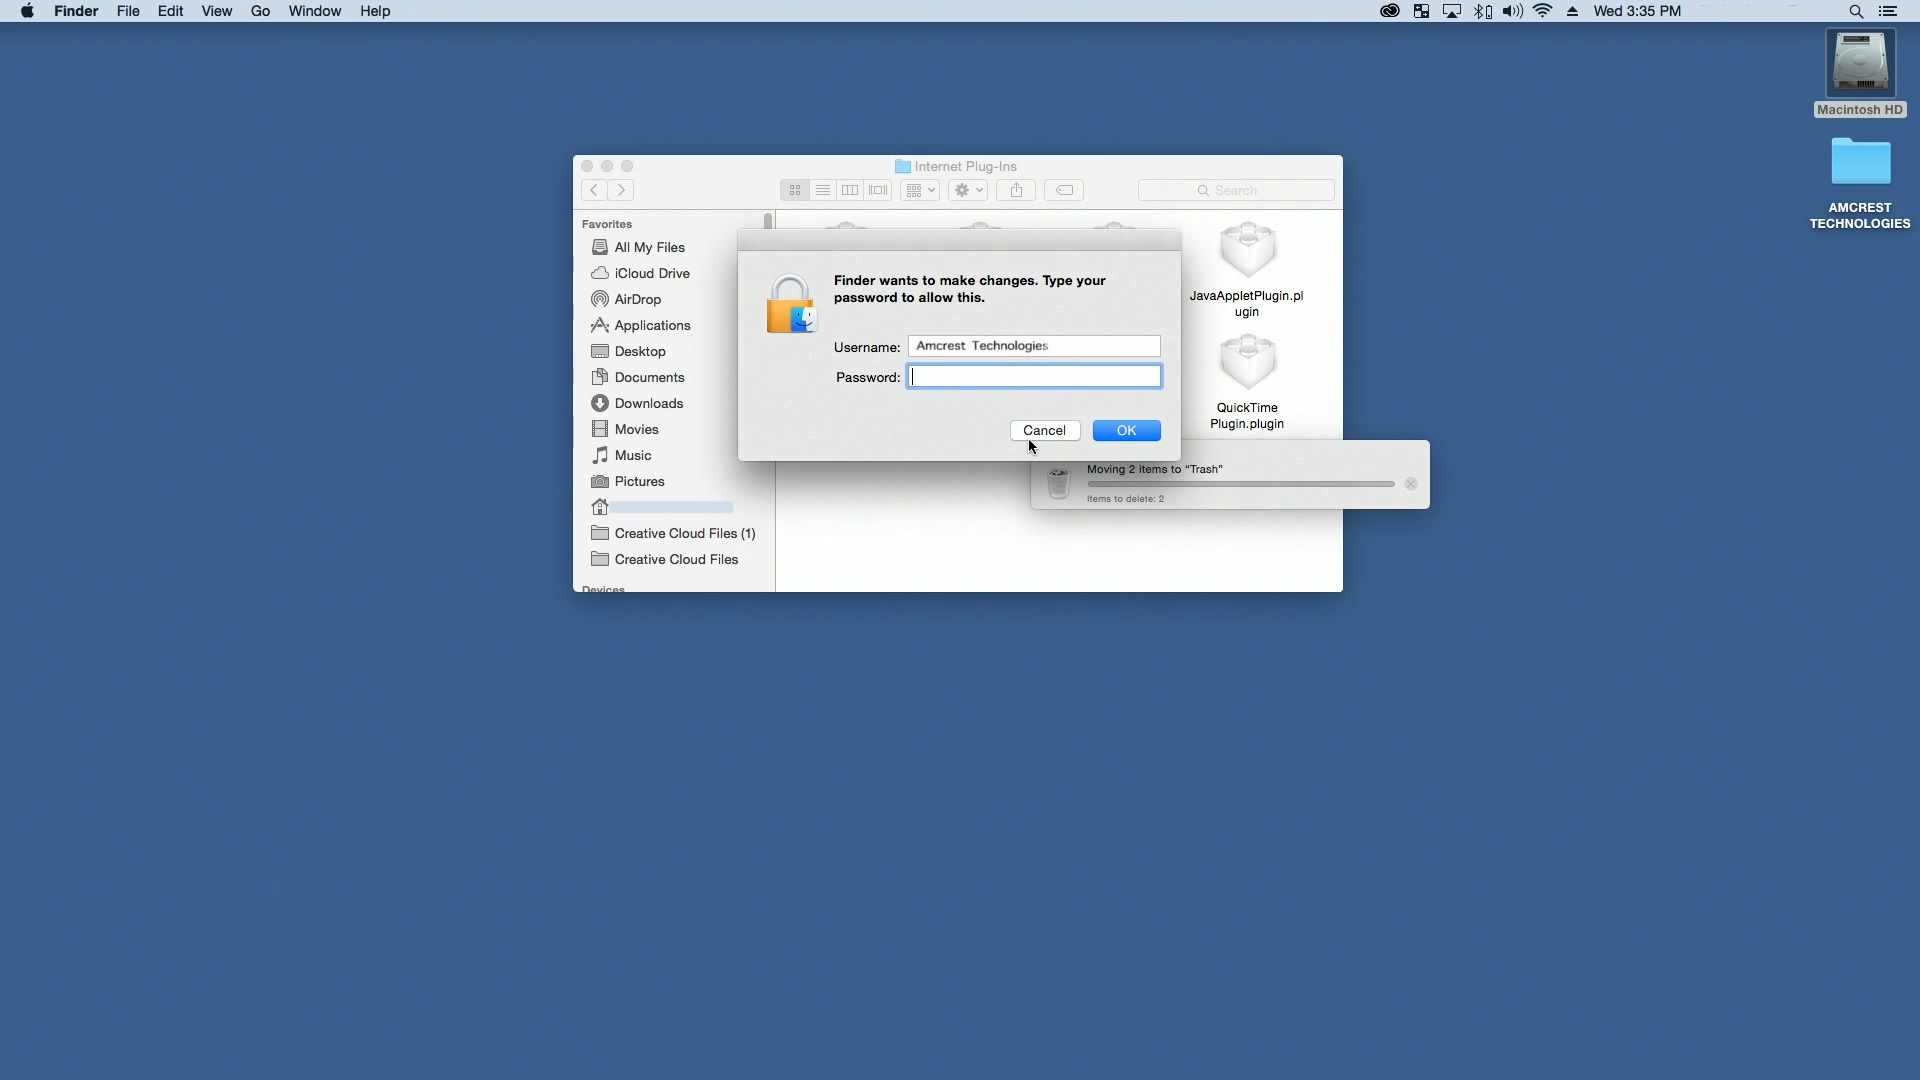 Finder File Edit View Go Window Help
Wed 3:35 PM
Macintosh HD
AMCREST
TECHNOLOGIES
Internet Plug-Ins
Search
Favorites
All My Files
iCloud Drive
AirDrop
Applications
Desktop
Documents
Downloads
Movies
Music
Pictures
Creative Cloud Files (1)
Creative Cloud Files
Devices
Finder wants to make changes. Type your
password to allow this.
Username: Amcrest Technologies
Password:
Cancel OK
JavaAppletPlugin.pl
ugin
QuickTime
Plugin.plugin
Moving 2 items to “Trash”
Items to delete: 2